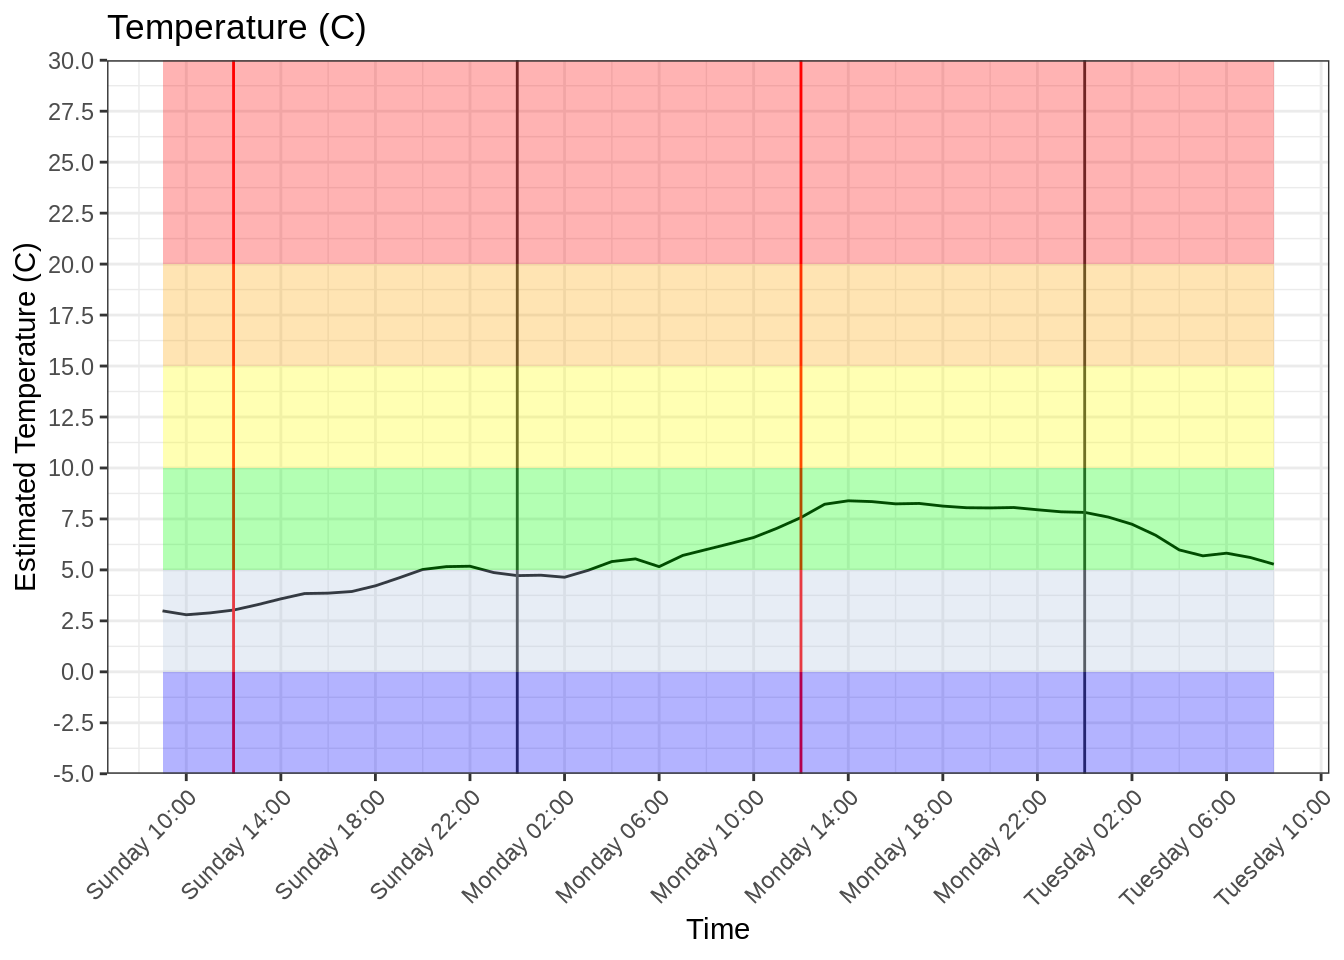 Temperature (C)
30.0
27.5
25.0
22.5
20.0
17.5
15.0
12.5
10.0
7.5
5.0
2.5
0.0
-2.5
-5.0
Estimated Temperature (C)
Sunday 10:00
Sunday 14:00
Sunday 18:00
Sunday 22:00
Monday 02:00
Monday 06:00
Monday 10:00
Monday 14:00
Monday 18:00
Monday 22:00
Tuesday 02:00
Tuesday 06:00
Tuesday 10:00
Time